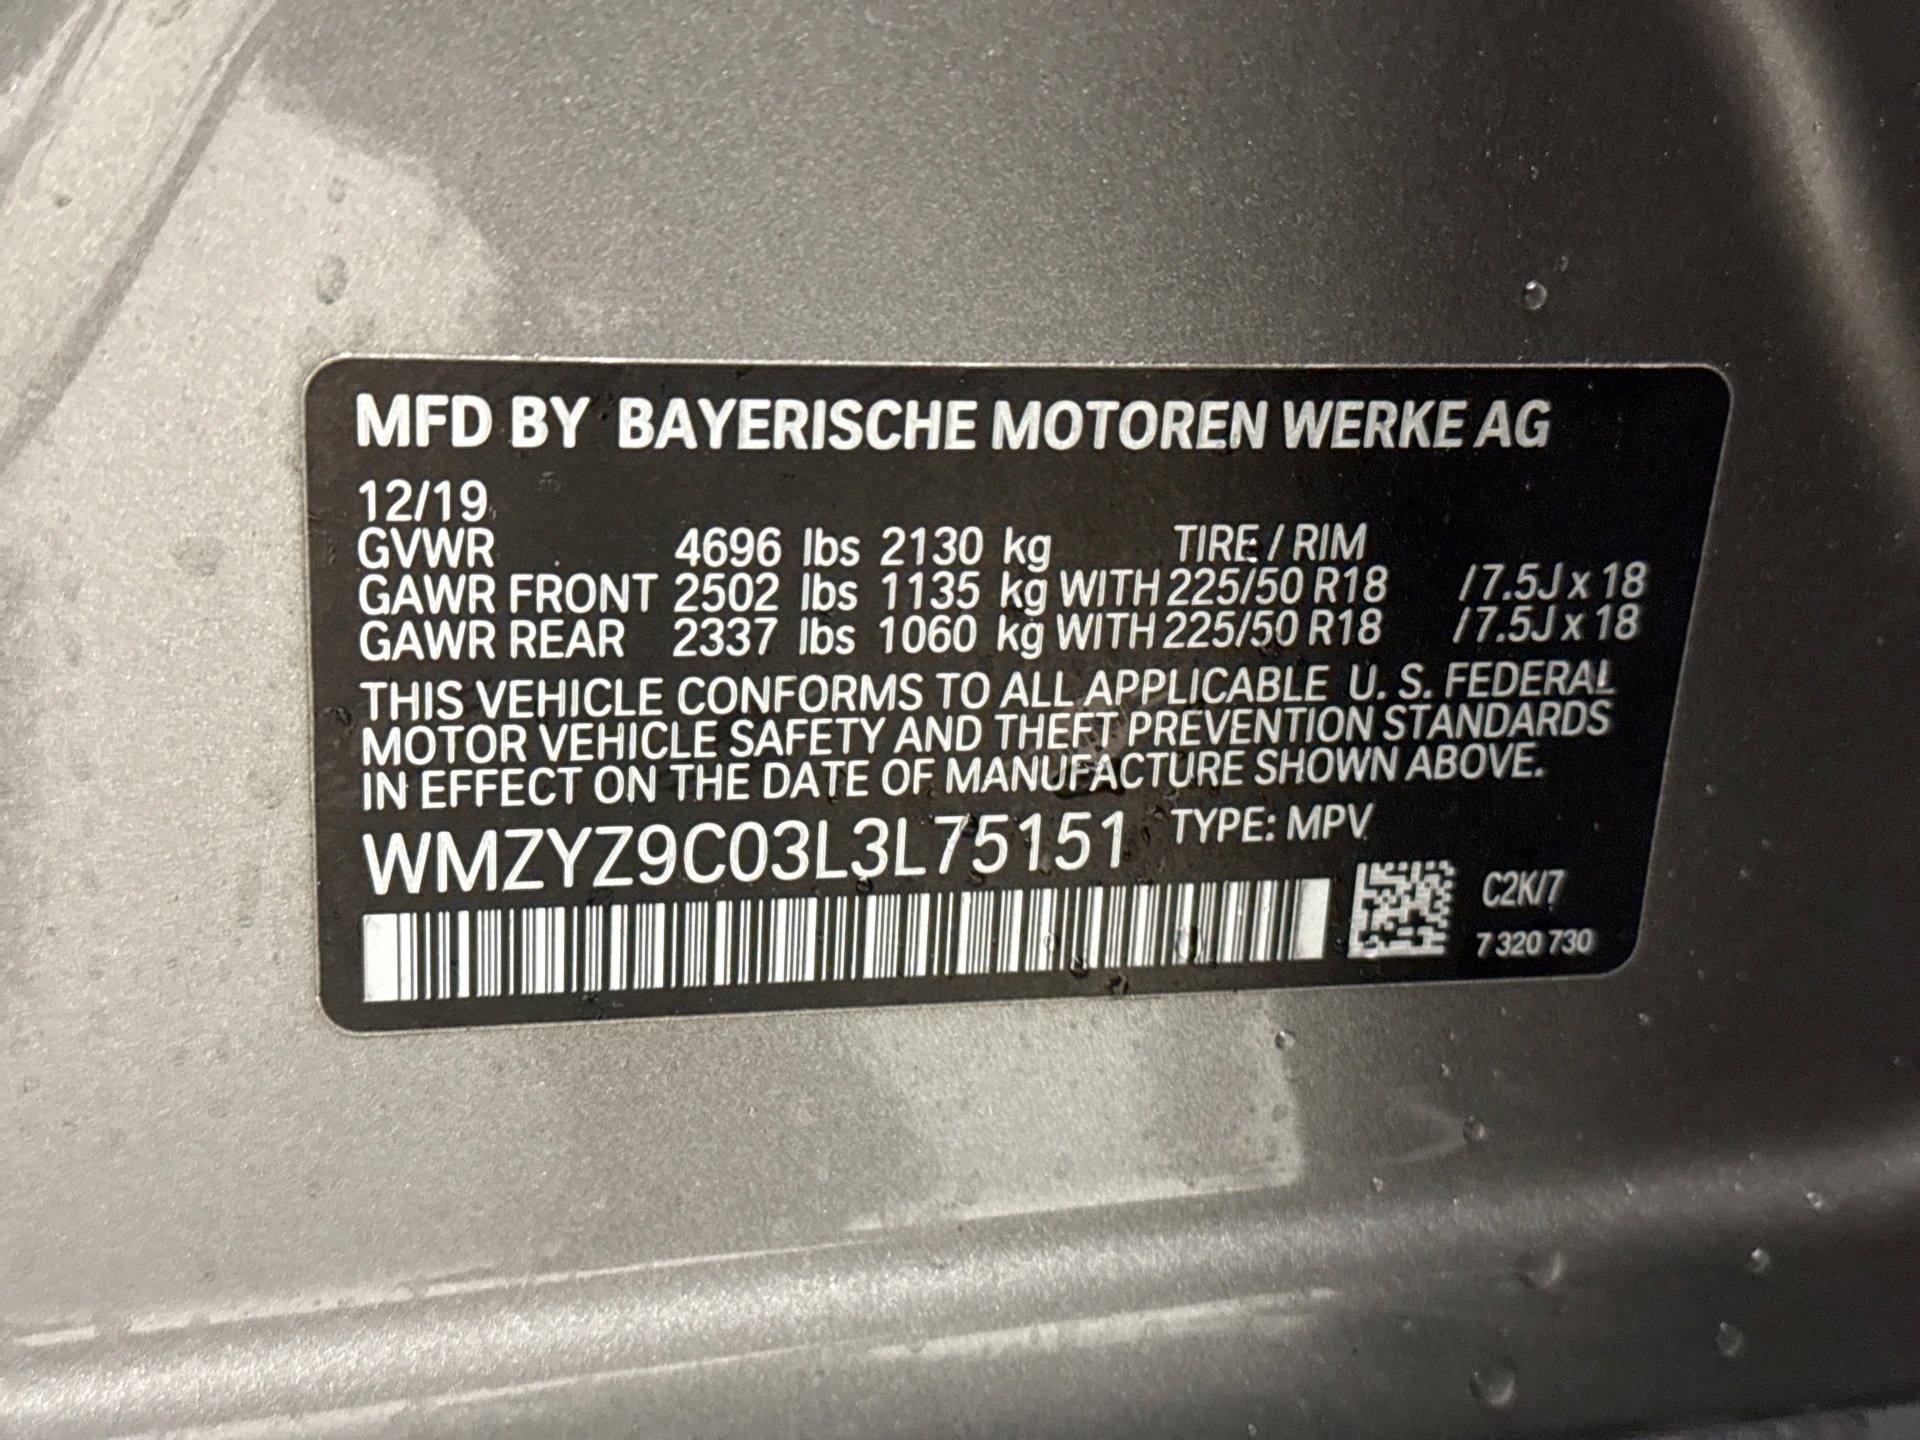 MFD BY BAYERISCHE MOTOREN WERKE AG
12/19
GVWR 4696 lbs 2130 kg TIRE / RIM
GAWR FRONT 2502 lbs 1135 kg WITH 225/50 R18 /7.5J x 18
GAWR REAR 2337 lbs 1060 kg WITH 225/50 R18 /7.5J x 18
THIS VEHICLE CONFORMS TO ALL APPLICABLE U. S. FEDERAL
MOTOR VEHICLE SAFETY AND THEFT PREVENTION STANDARDS
IN EFFECT ON THE DATE OF MANUFACTURE SHOWN ABOVE.
WMZYZ9C03L3L75151 TYPE: MPV
C2K/7
7 320 730